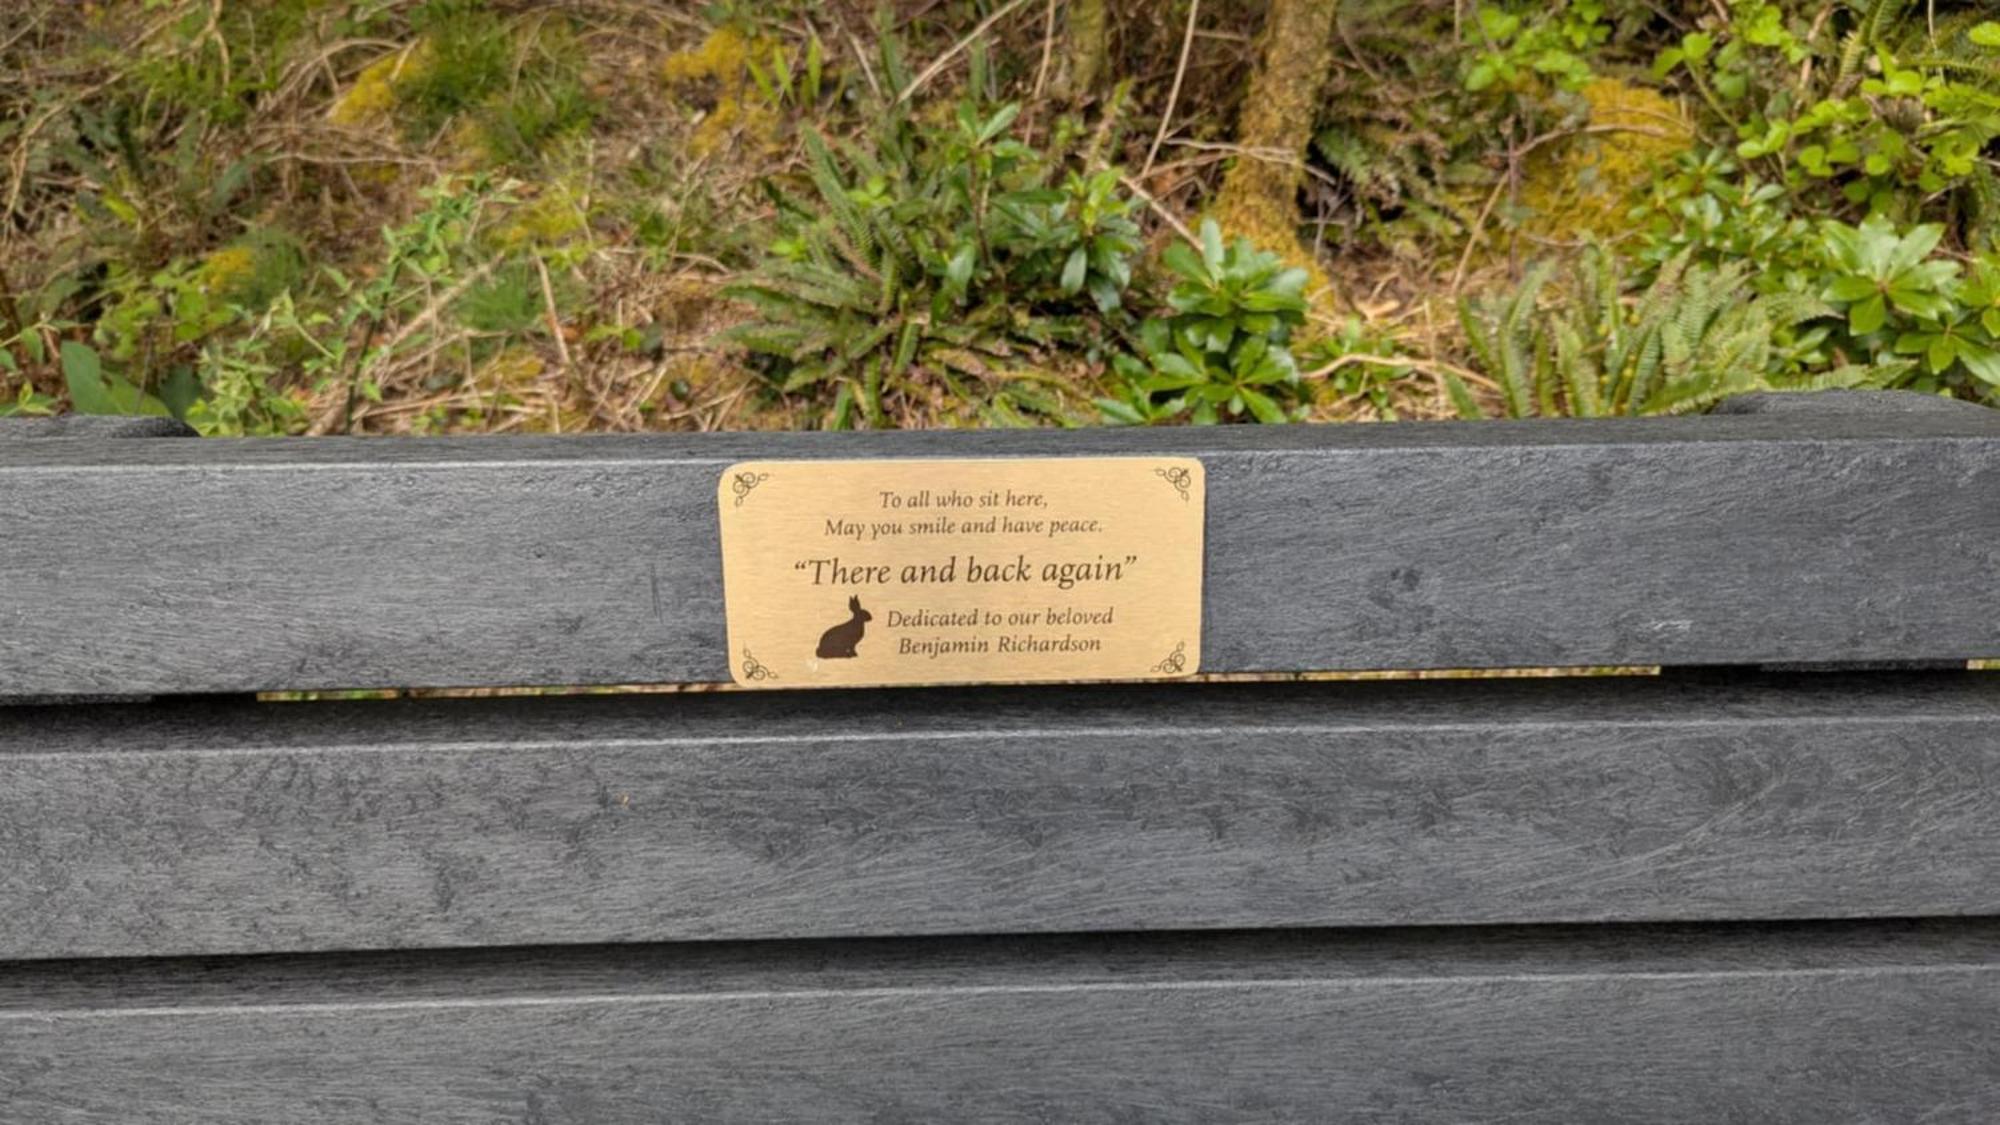 To all who sit here,
May you smile and have peace.
“There and back again”
Dedicated to our beloved
Benjamin Richardson